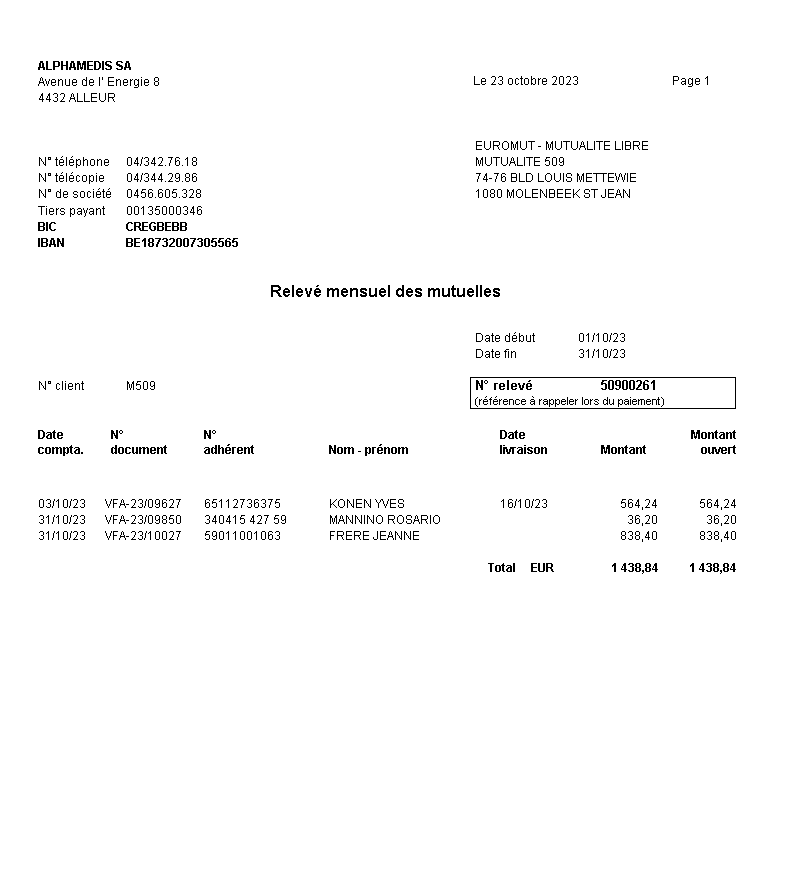 ALPHAMEDIS SA
Avenue de l' Energie 8
4432 ALLEUR
Le 23 octobre 2023 Page 1
EUROMUT - MUTUALITE LIBRE
MUTUALITE 509
74-76 BLD LOUIS METTEWIE
1080 MOLENBEEK ST JEAN
N° téléphone 04/342.76.18
N° télécopie 04/344.29.86
N° de société 0456.605.328
Tiers payant 00135000346
BIC CREGBEBB
IBAN BE18732007305565
Relevé mensuel des mutuelles
Date début 01/10/23
Date fin 31/10/23
N° client M509
N° relevé 50900261
(référence à rappeler lors du paiement)
Date compta. N° document N° adhérent Nom - prénom Date livraison Montant Montant ouvert
03/10/23 VFA-23/09627 65112736375 KONEN YVES 16/10/23 564,24 564,24
31/10/23 VFA-23/09850 340415 427 59 MANNINO ROSARIO 36,20 36,20
31/10/23 VFA-23/10027 59011001063 FRERE JEANNE 838,40 838,40
Total EUR 1 438,84 1 438,84